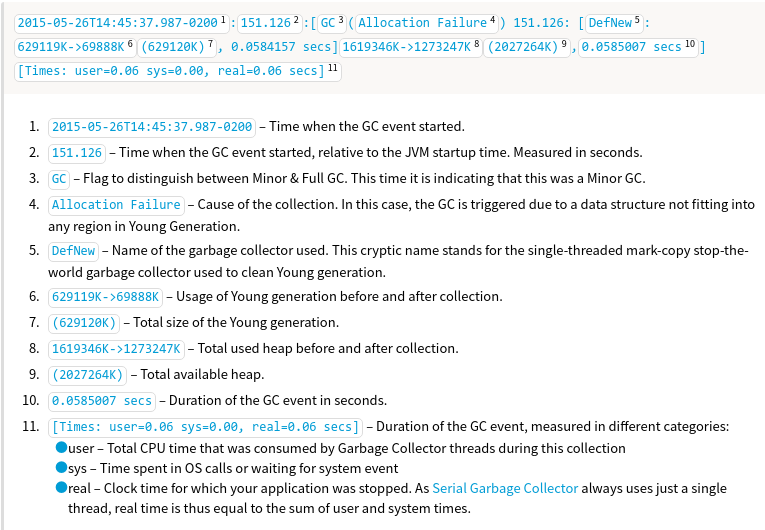 2015-05-26T14:45:37.987-0200 1 : 151.126 2 :[ GC 3 ( Allocation Failure 4 ) 151.126: [ DefNew 5 :
629119K->69888K 6 (629120K) 7 , 0.0584157 secs] 1619346K->1273247K 8 (2027264K) 9 , 0.0585007 secs 10 ]
[Times: user=0.06 sys=0.00, real=0.06 secs] 11
1. 2015-05-26T14:45:37.987-0200 – Time when the GC event started.
2. 151.126 – Time when the GC event started, relative to the JVM startup time. Measured in seconds.
3. GC – Flag to distinguish between Minor & Full GC. This time it is indicating that this was a Minor GC.
4. Allocation Failure – Cause of the collection. In this case, the GC is triggered due to a data structure not fitting into
any region in Young Generation.
5. DefNew – Name of the garbage collector used. This cryptic name stands for the single-threaded mark-copy stop-the-
world garbage collector used to clean Young generation.
6. 629119K->69888K – Usage of Young generation before and after collection.
7. (629120K) – Total size of the Young generation.
8. 1619346K->1273247K – Total used heap before and after collection.
9. (2027264K) – Total available heap.
10. 0.0585007 secs – Duration of the GC event in seconds.
11. [Times: user=0.06 sys=0.00, real=0.06 secs] – Duration of the GC event, measured in different categories:
user – Total CPU time that was consumed by Garbage Collector threads during this collection
sys – Time spent in OS calls or waiting for system event
real – Clock time for which your application was stopped. As Serial Garbage Collector always uses just a single
thread, real time is thus equal to the sum of user and system times.